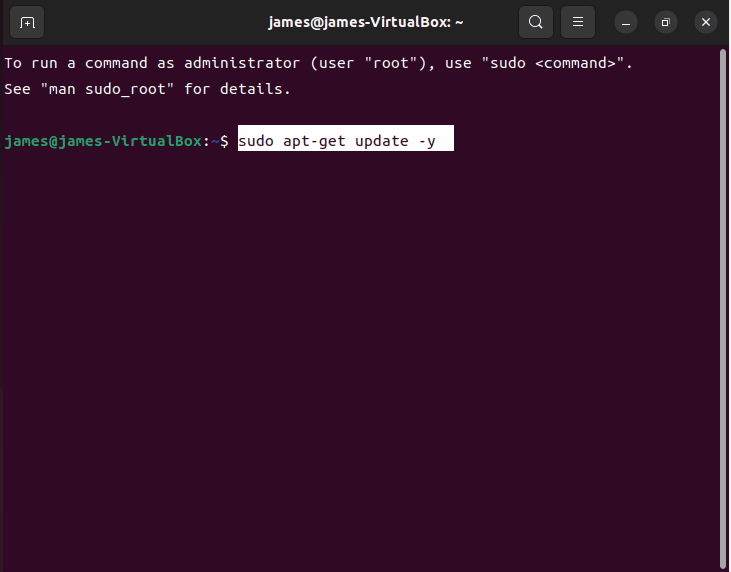 james@james-VirtualBox: ~
To run a command as administrator (user "root"), use "sudo <command>".
See "man sudo_root" for details.
james@james-VirtualBox:~$ sudo apt-get update -y